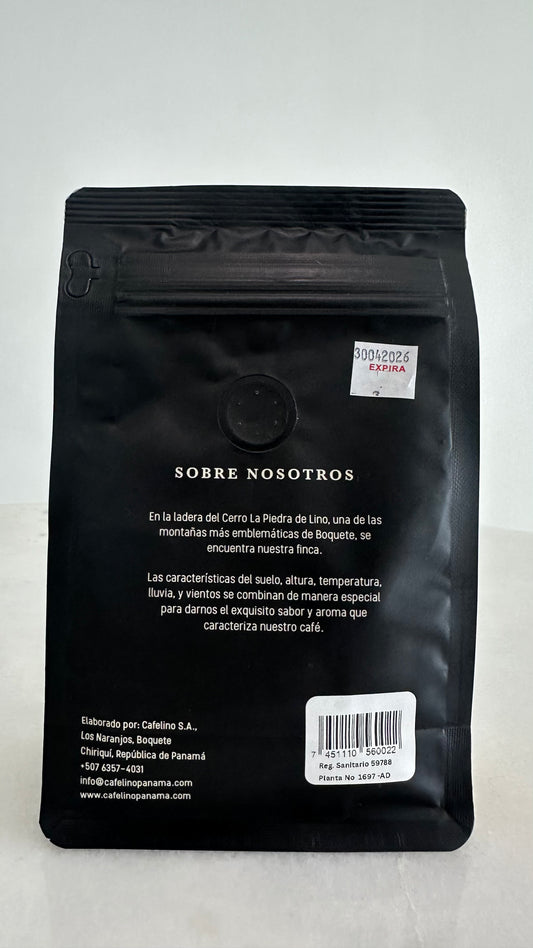 30042026
EXPIRA
SOBRE NOSOTROS
En la ladera del Cerro La Piedra de Lino, una de las
montañas más emblemáticas de Boquete, se
encuentra nuestra finca.
Las características del suelo, altura, temperatura,
lluvia, y vientos se combinan de manera especial
para darnos el exquisito sabor y aroma que
caracteriza nuestro café.
Elaborado por: Cafelino S.A.,
Los Naranjos, Boquete
Chiriquí, República de Panamá
+507 6357-4031
info@cafelinopanama.com
www.cafelinopanama.com
7 451110 560022
Reg. Sanitario 59788
Planta No 1697 -AD